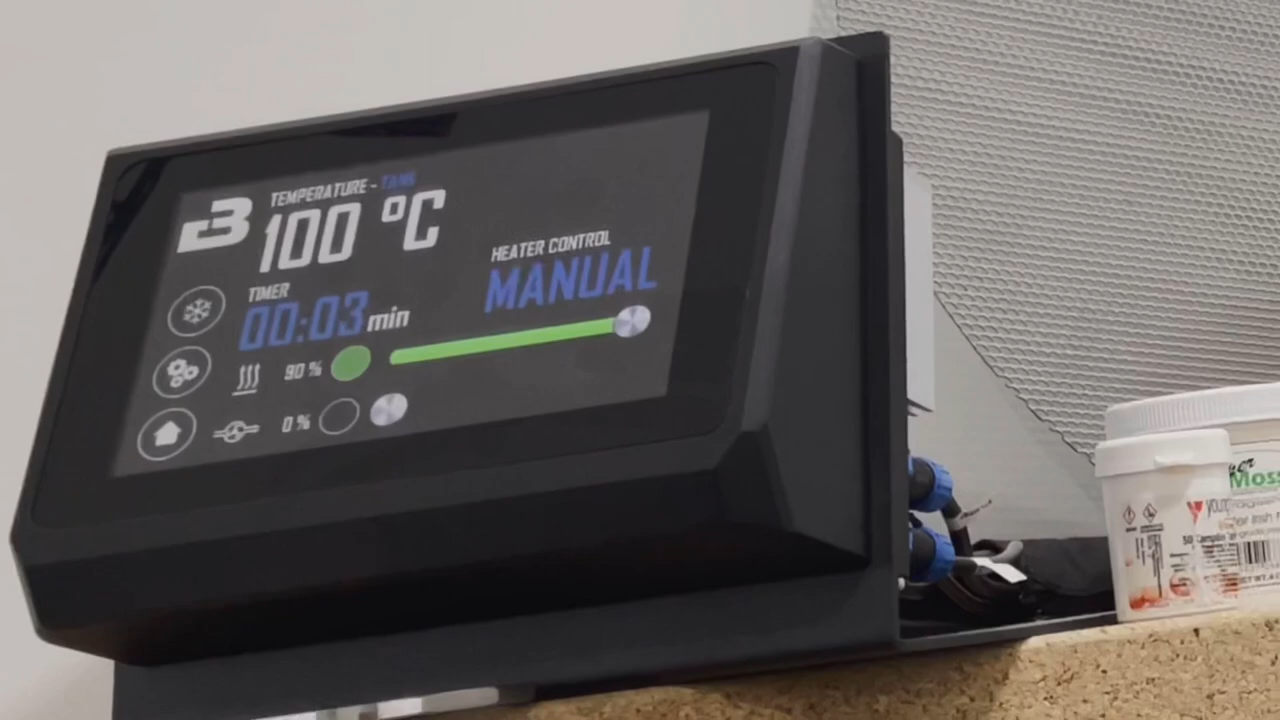 B
TEMPERATURE - TANK
100 °C
TIMER
00:03 min
HEATER CONTROL
MANUAL
90 %
0 %
Moss